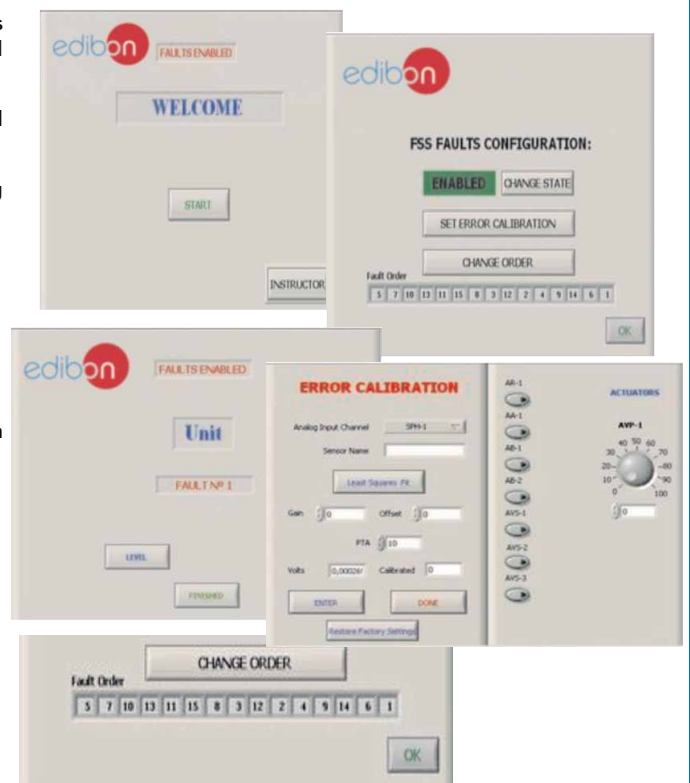 s
l
l
g
n
edibon
FAULTS ENABLED
WELCOME
START
INSTRUCTOR
edibon
FSS FAULTS CONFIGURATION:
ENABLED CHANGE STATE
SET ERROR CALIBRATION
CHANGE ORDER
Fault Order
5 7 10 13 11 15 8 3 12 2 4 9 14 6 1
OK
edibon
FAULTS ENABLED
Unit
FAULT Nº 1
LEVEL
FINISHED
ERROR CALIBRATION
Analog Input Channel SPH-1
Sensor Name
Least Squares Fit
Gain 0 Offset 0
PTA 10
Volts 0,00026 Calibrated 0
ENTER DONE
Restore Factory Settings
AR-1
AA-1
AB-1
AB-2
AVS-1
AVS-2
AVS-3
ACTUATORS
AVP-1
0 10 20 30 40 50 60 70 80 90 100
0
CHANGE ORDER
Fault Order
5 7 10 13 11 15 8 3 12 2 4 9 14 6 1
OK